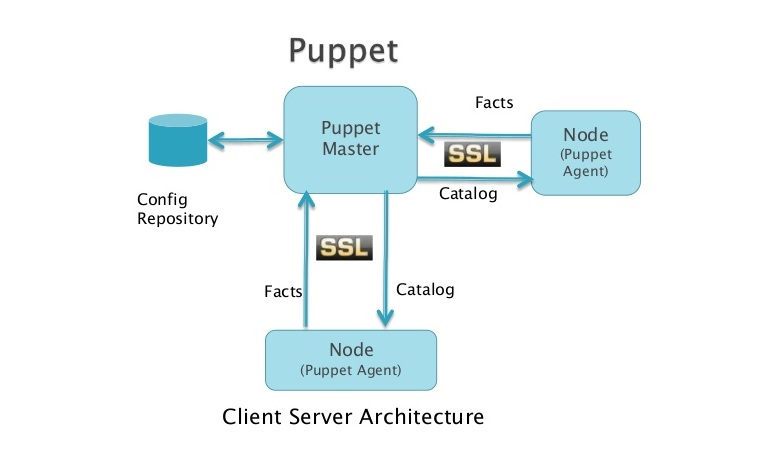 Puppet
Facts
Puppet
Master
Node
(Puppet
Agent)
SSL
Catalog
Config
Repository
SSL
Facts
Catalog
Node
(Puppet Agent)
Client Server Architecture